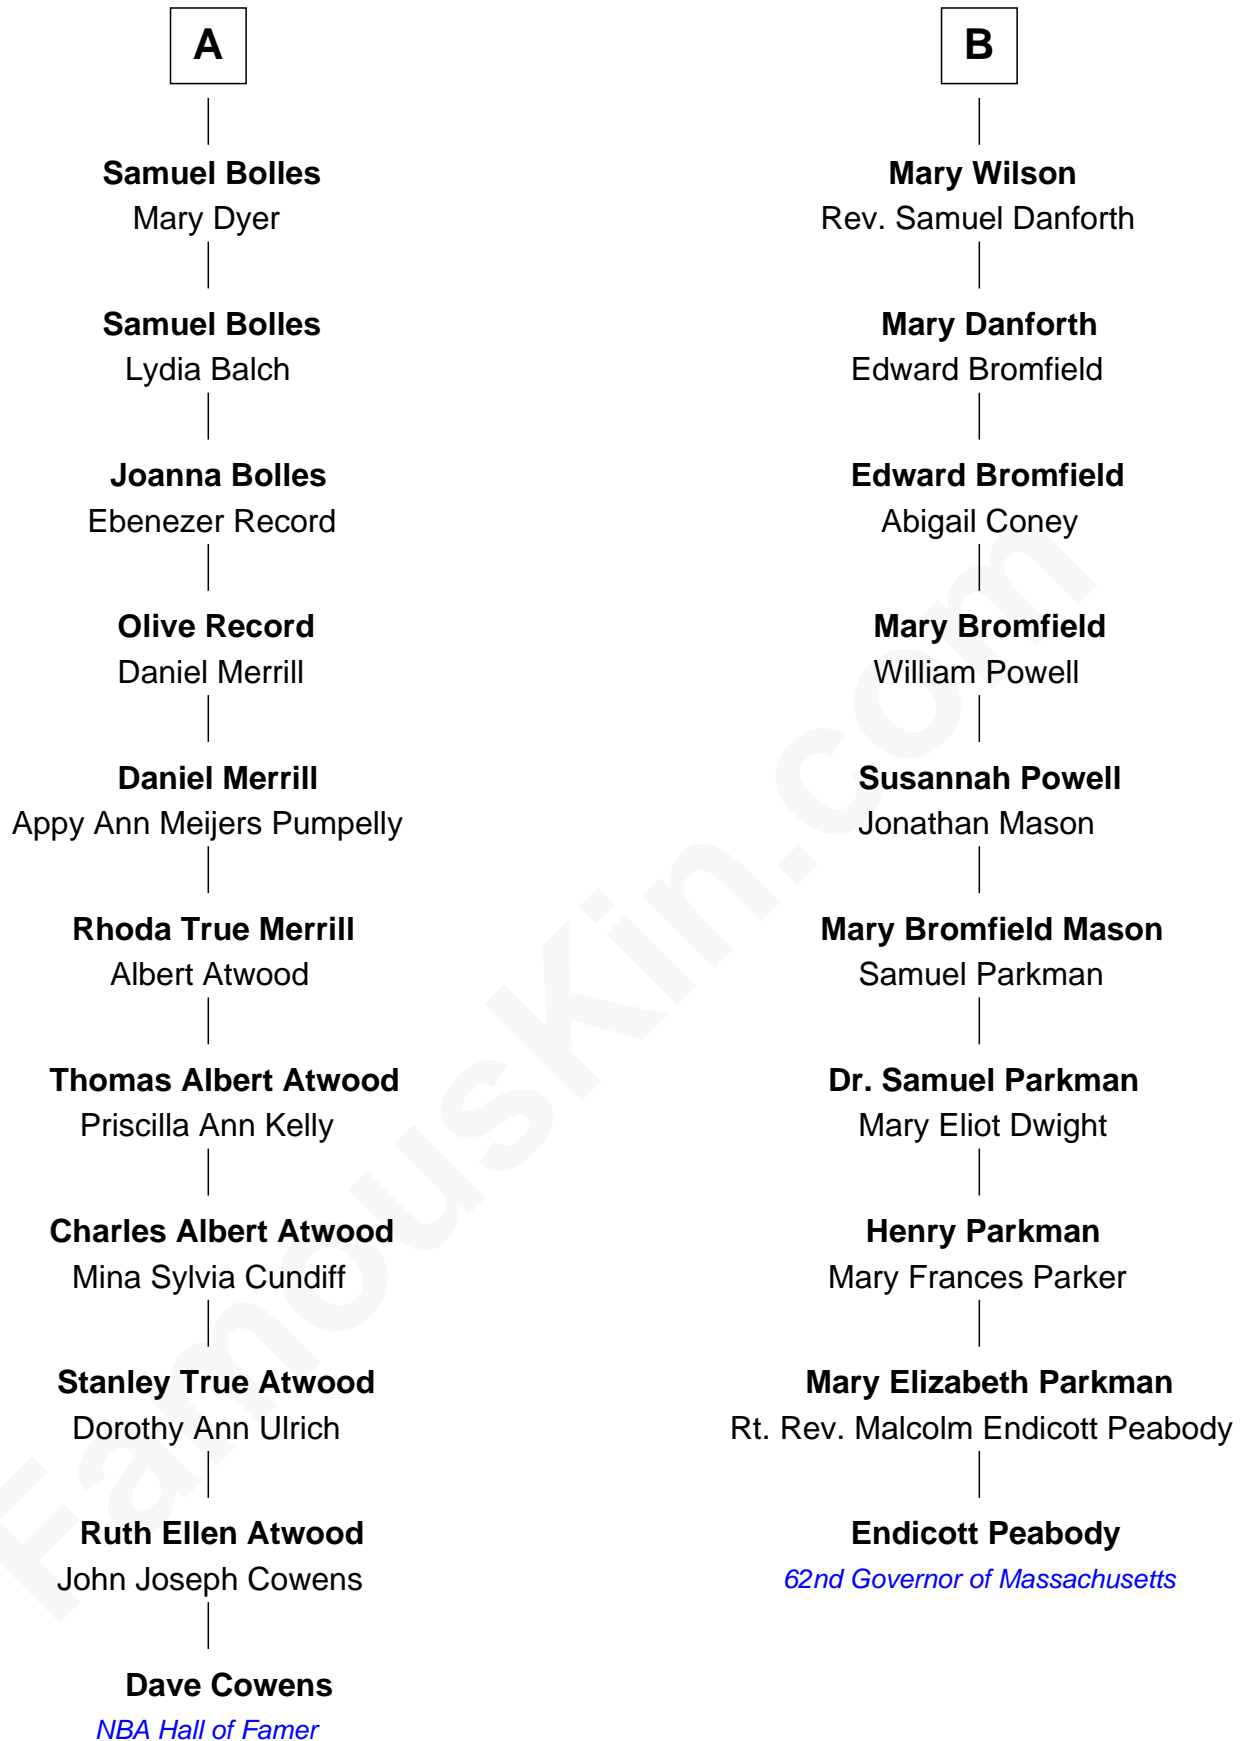 A
Samuel Bolles
Mary Dyer
Samuel Bolles
Lydia Balch
Joanna Bolles
Ebenezer Record
Olive Record
Daniel Merrill
Daniel Merrill
Appy Ann Meijers Pumpelly
Rhoda True Merrill
Albert Atwood
Thomas Albert Atwood
Priscilla Ann Kelly
Charles Albert Atwood
Mina Sylvia Cundiff
Stanley True Atwood
Dorothy Ann Ulrich
Ruth Ellen Atwood
John Joseph Cowens
Dave Cowens
NBA Hall of Famer
B
Mary Wilson
Rev. Samuel Danforth
Mary Danforth
Edward Bromfield
Edward Bromfield
Abigail Coney
Mary Bromfield
William Powell
Susannah Powell
Jonathan Mason
Mary Bromfield Mason
Samuel Parkman
Dr. Samuel Parkman
Mary Eliot Dwight
Henry Parkman
Mary Frances Parker
Mary Elizabeth Parkman
Rt. Rev. Malcolm Endicott Peabody
Endicott Peabody
62nd Governor of Massachusetts
FamousKin.com